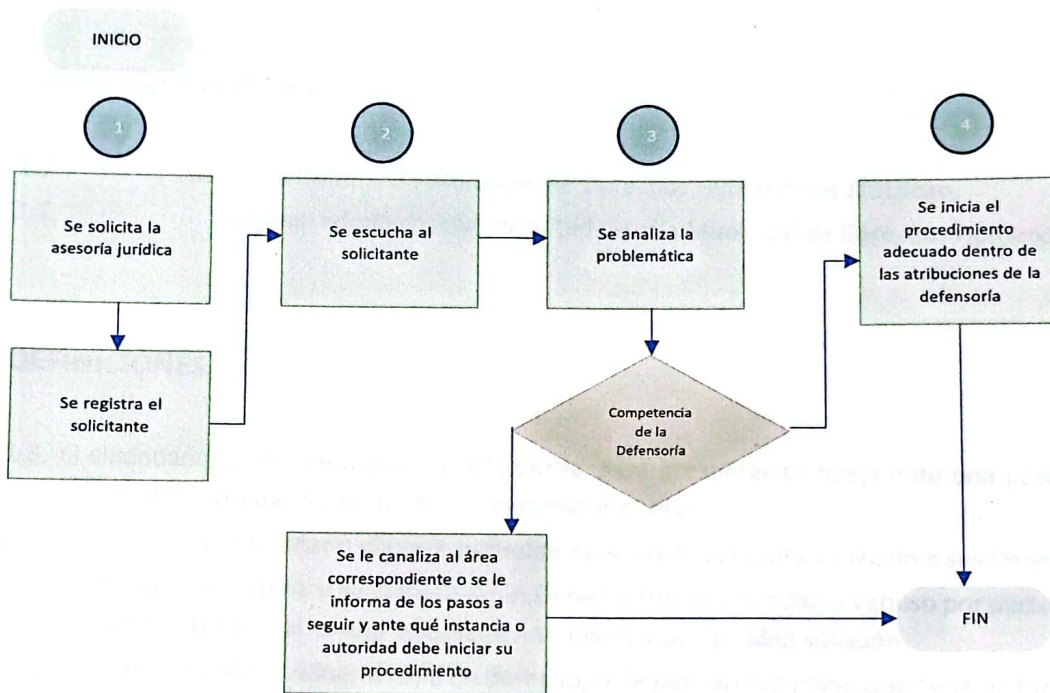 INICIO
1
2
3
4
Se solicita la
asesoría jurídica
Se escucha al
solicitante
Se analiza la
problemática
Se inicia el
procedimiento
adecuado dentro de
las atribuciones de la
defensoría
Se registra el
solicitante
Competencia
de la
Defensoría
Se le canaliza al área
correspondiente o se le
informa de los pasos a
seguir y ante qué instancia o
autoridad debe iniciar su
procedimiento
FIN